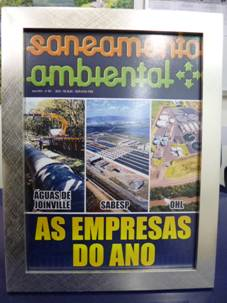 saneamento
ambiental
ÁGUAS DE
JOINVILLE
SABESP
OHL
AS EMPRESAS
DO ANO